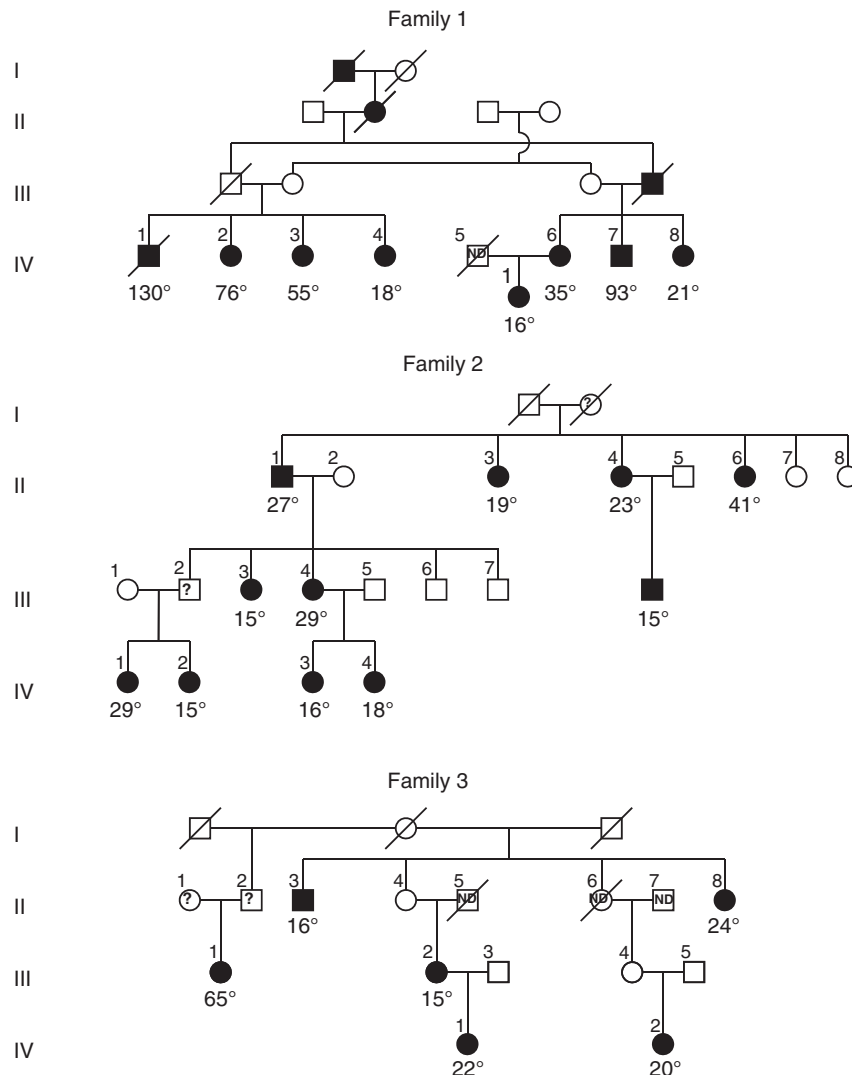 Family 1
I
II
III
1 2 3 4 5 ND 6 7 8
IV
130° 76° 55° 18° 1 35° 93° 21°
16°
Family 2
I ?
1 2 3 4 5 6 7 8
II
27° 19° 23° 41°
1 2 ? 3 4 5 6 7
III
15° 29° 15°
1 2 3 4
IV
29° 15° 16° 18°
Family 3
I
1 ? 2 ? 3 4 5 ND 6 ND 7 ND 8
II
16° 24°
1 2 3 4 5
III
65° 15°
1 2
IV
22° 20°